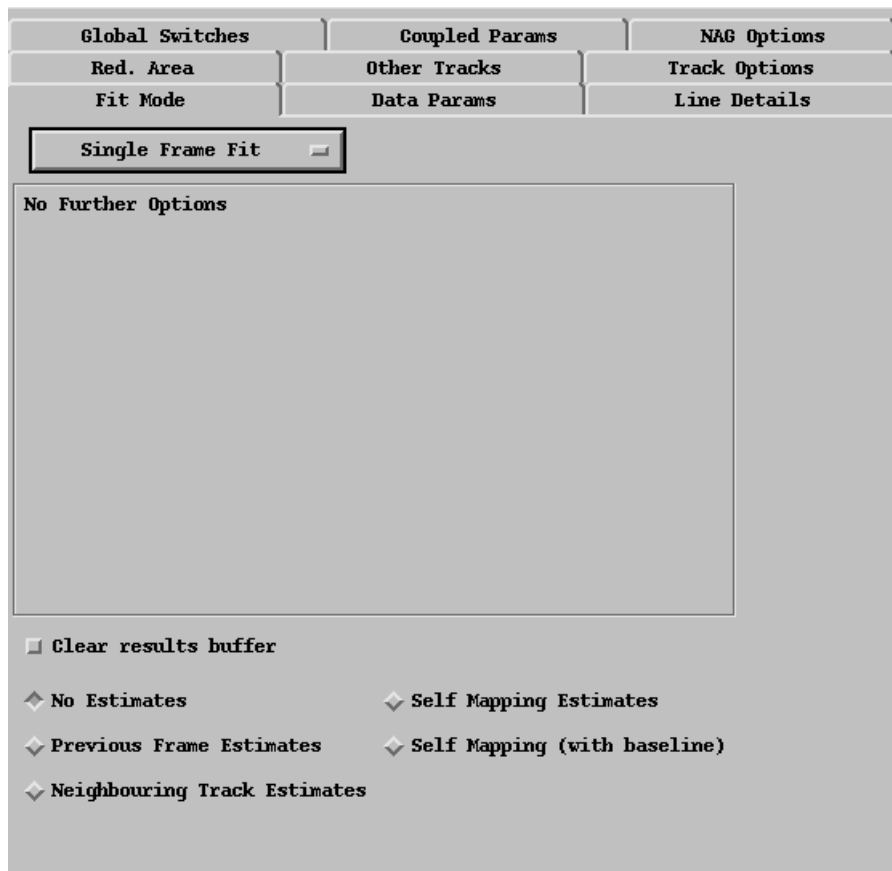 Global Switches Coupled Params NAG Options
Red. Area Other Tracks Track Options
Fit Mode Data Params Line Details
Single Frame Fit
No Further Options
Clear results buffer
No Estimates Self Mapping Estimates
Previous Frame Estimates Self Mapping (with baseline)
Neighbouring Track Estimates